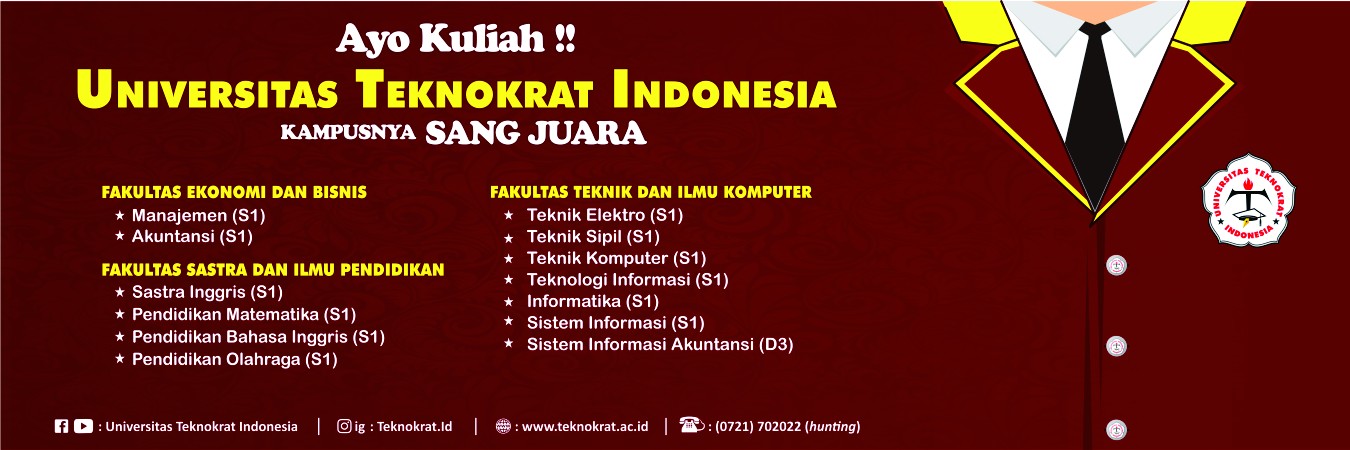 Ayo Kuliah !!
UNIVERSITAS TEKNOKRAT INDONESIA
KAMPUSNYA SANG JUARA
FAKULTAS EKONOMI DAN BISNIS
★ Manajemen (S1)
★ Akuntansi (S1)
FAKULTAS SASTRA DAN ILMU PENDIDIKAN
★ Sastra Inggris (S1)
★ Pendidikan Matematika (S1)
★ Pendidikan Bahasa Inggris (S1)
★ Pendidikan Olahraga (S1)
FAKULTAS TEKNIK DAN ILMU KOMPUTER
★ Teknik Elektro (S1)
★ Teknik Sipil (S1)
★ Teknik Komputer (S1)
★ Teknologi Informasi (S1)
★ Informatika (S1)
★ Sistem Informasi (S1)
★ Sistem Informasi Akuntansi (D3)
UNIVERSITAS TEKNOKRAT
INDONESIA
: Universitas Teknokrat Indonesia | ig : Teknokrat.Id | : www.teknokrat.ac.id | : (0721) 702022 (hunting)